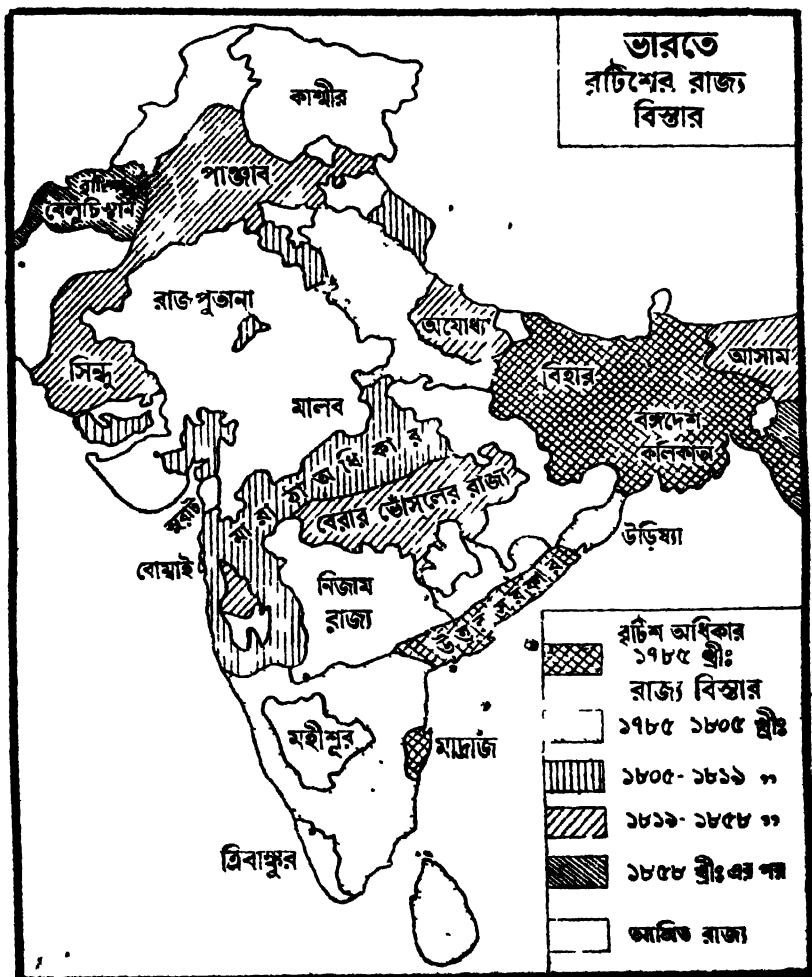 ভারতে
বৃটিশের রাজ্য
বিস্তার
কাশ্মীর
পাঞ্জাব
বেলুচিস্থান
রাজপুতানা
অযোধ্যা
সিন্ধু
বিহার
আসাম
মালব
বঙ্গদেশ
কলিকাতা
মারাহা অধিকার
বেরার ভোঁসলের রাজ্য
সুরাট
উড়িষ্যা
বোম্বাই
নিজাম
রাজ্য
উত্তর সরকার
বৃটিশ অধিকার
১৭৮৫ খ্রীঃ
রাজ্য বিস্তার
১৭৮৫ ১৮০৫ খ্রীঃ
মহীশূর
মাদ্রাজ
১৮০৫-১৮১৯ "
১৮১৯-১৮৫৮ "
ত্রিবাঙ্কুর
১৮৫৮ খ্রীঃ এর পর
আশ্রিত রাজ্য